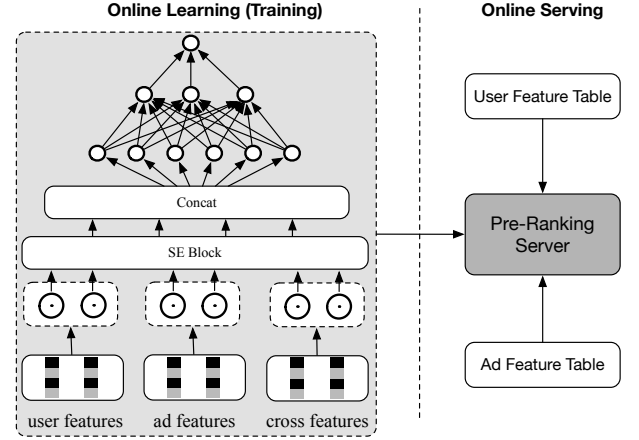 Online Learning (Training)
Online Serving
Concat
SE Block
user features
ad features
cross features
User Feature Table
Pre-Ranking
Server
Ad Feature Table